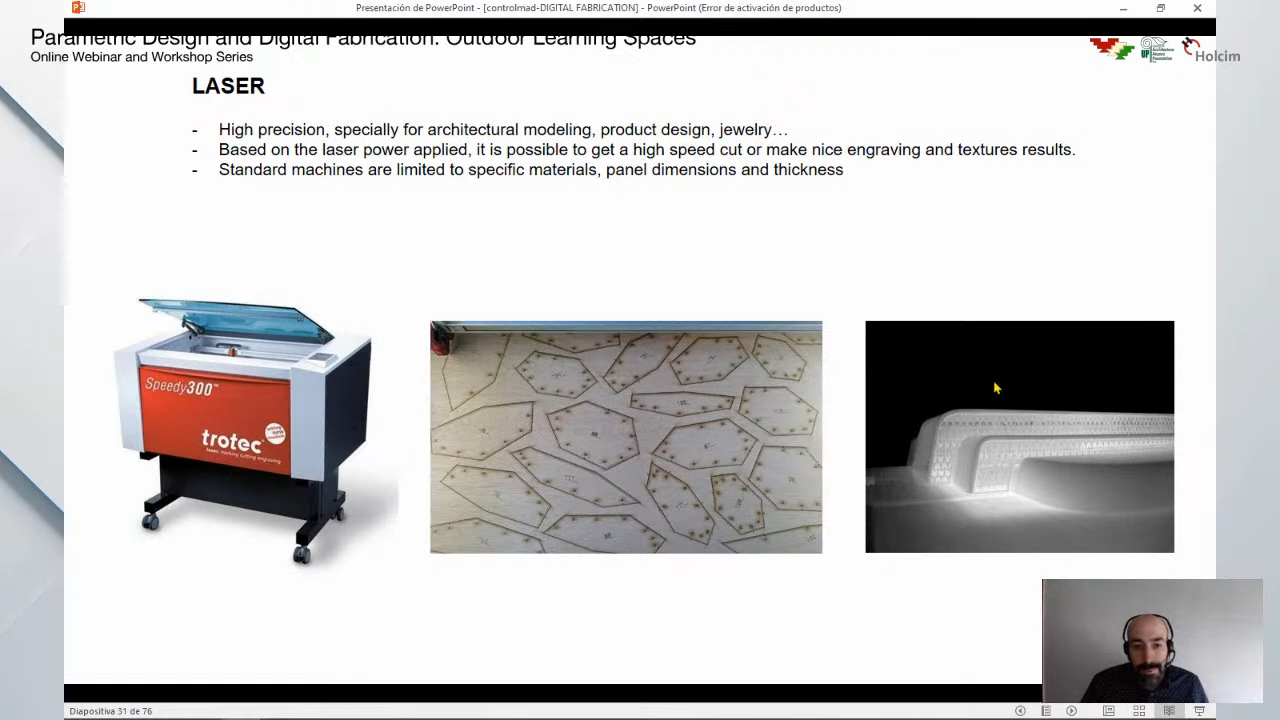 Presentación de PowerPoint - [controlmad-DIGITAL FABRICATION] - PowerPoint (Error de activación de productos)
Parametric Design and Digital Fabrication: Outdoor Learning Spaces
Online Webinar and Workshop Series
Holcim
LASER
- High precision, specially for architectural modeling, product design, jewelry…
- Based on the laser power applied, it is possible to get a high speed cut or make nice engraving and textures results.
- Standard machines are limited to specific materials, panel dimensions and thickness
Speedy300™
trotec
laser. marking cutting engraving
Diapositiva 31 de 76